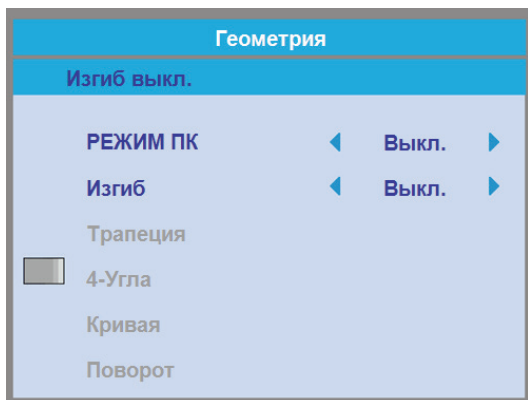 Геометрия
Изгиб выкл.
РЕЖИМ ПК Выкл.
Изгиб Выкл.
Трапеция
4-Угла
Кривая
Поворот